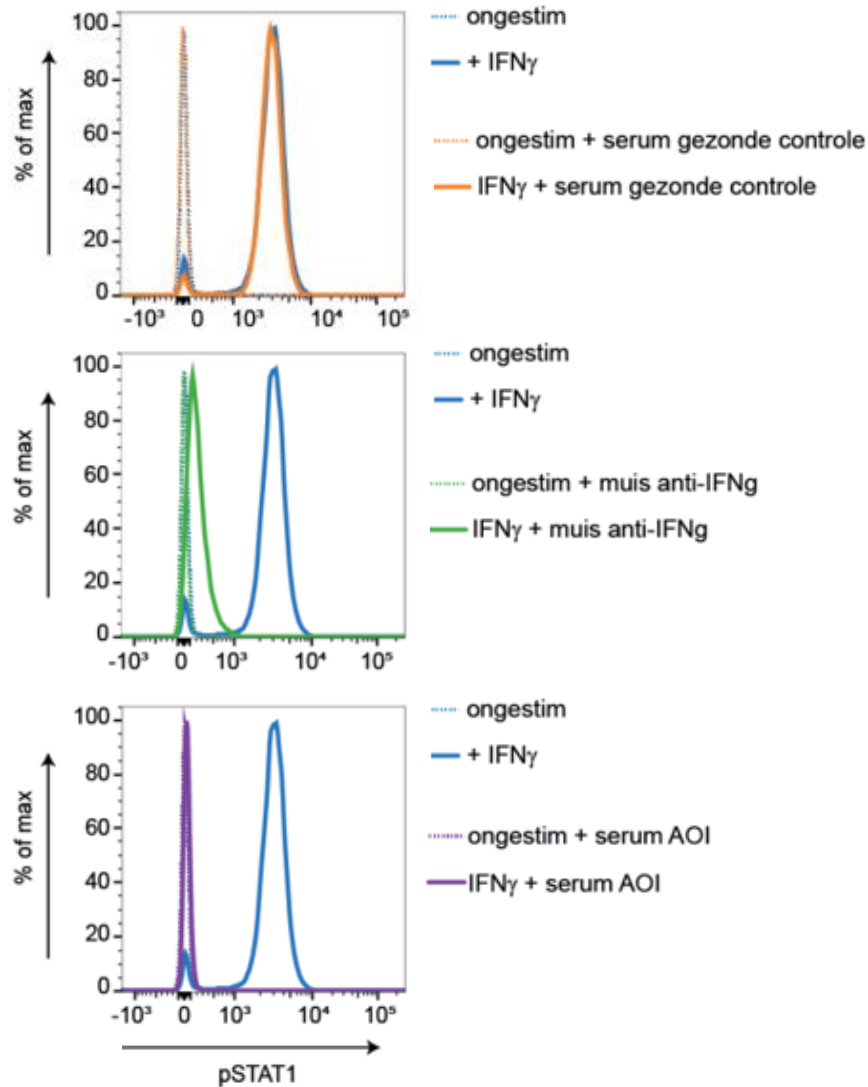 100
80
60
40
20
0
% of max
-10³ 0 10³ 10⁴ 10⁵
ongestim
+ IFNγ
ongestim + serum gezonde controle
IFNγ + serum gezonde controle
100
80
60
40
20
0
% of max
-10³ 0 10³ 10⁴ 10⁵
ongestim
+ IFNγ
ongestim + muis anti-IFNg
IFNγ + muis anti-IFNg
100
80
60
40
20
0
% of max
-10³ 0 10³ 10⁴ 10⁵
pSTAT1
ongestim
+ IFNγ
ongestim + serum AOI
IFNγ + serum AOI